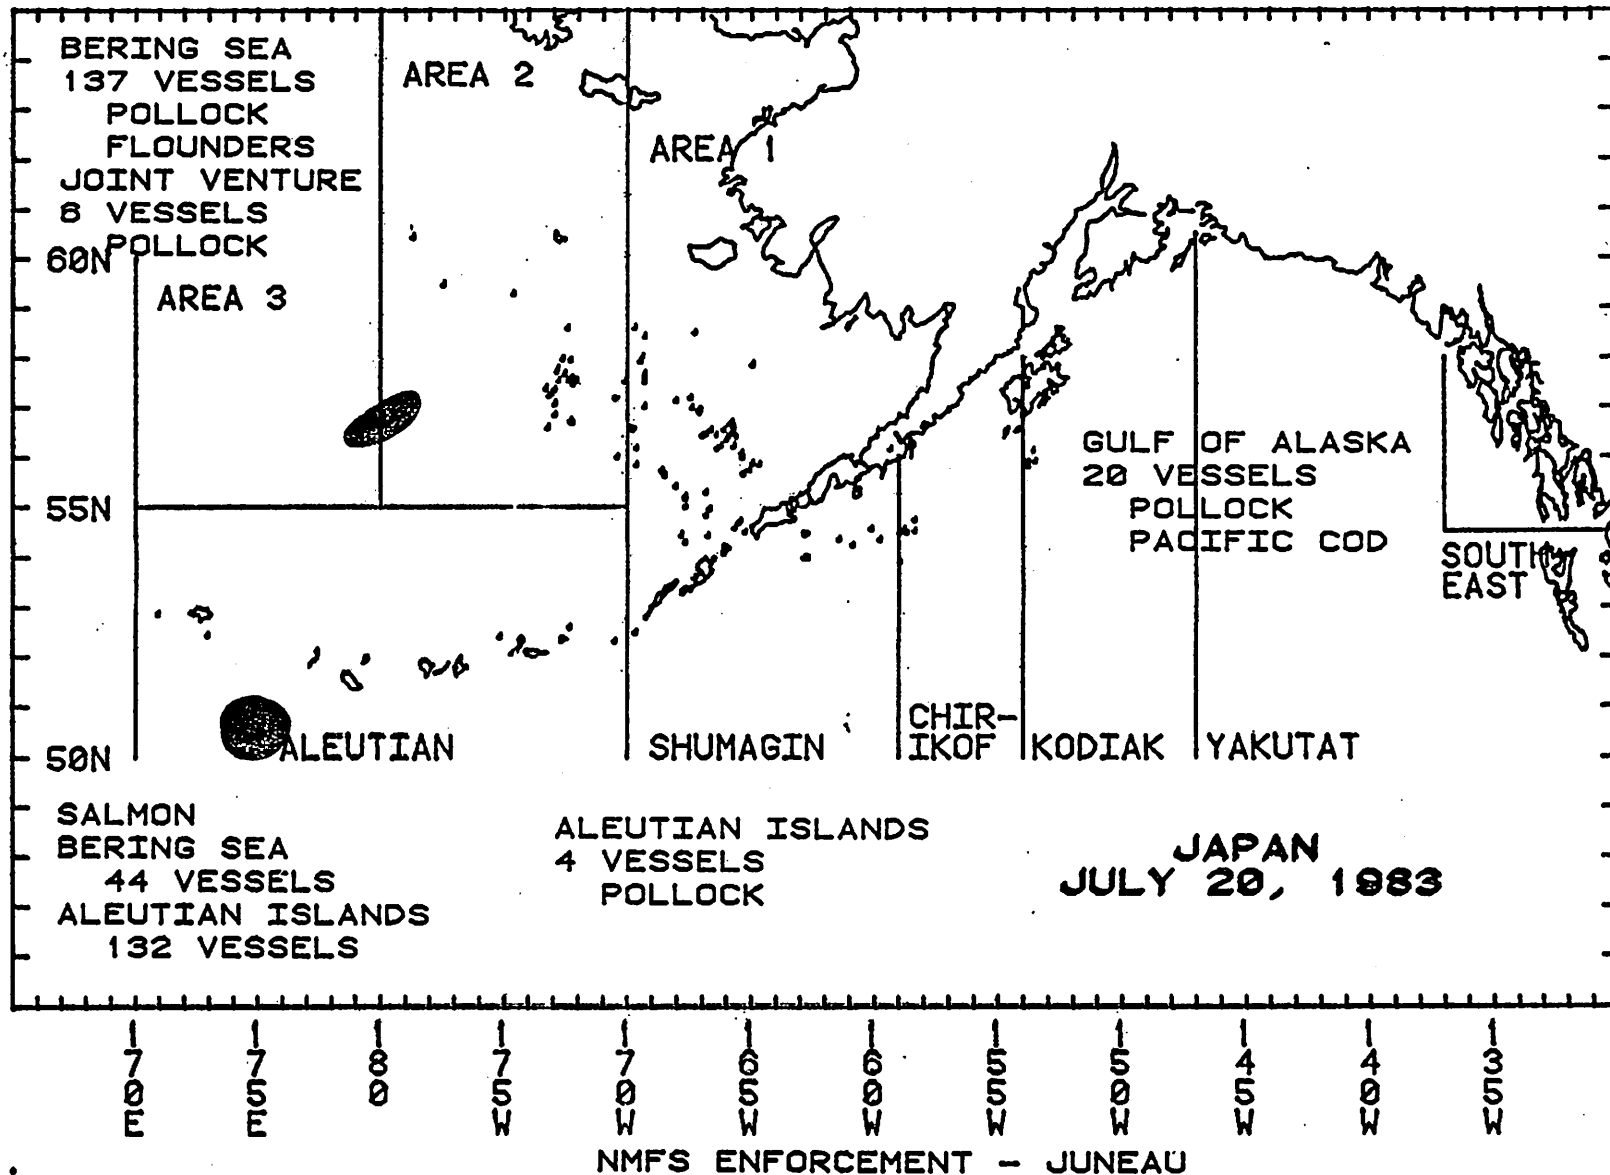 BERING SEA
137 VESSELS
POLLOCK
FLOUNDERS
JOINT VENTURE
8 VESSELS
POLLOCK
AREA 2
AREA 1
60N
AREA 3
GULF OF ALASKA
20 VESSELS
POLLOCK
PACIFIC COD
55N
SOUTH
EAST
50N
ALEUTIAN
SHUMAGIN
CHIR-
IKOF
KODIAK
YAKUTAT
SALMON
BERING SEA
44 VESSELS
ALEUTIAN ISLANDS
132 VESSELS
ALEUTIAN ISLANDS
4 VESSELS
POLLOCK
JAPAN
JULY 20, 1983
170E
175E
180
175W
170W
165W
160W
155W
150W
145W
140W
135W
NMFS ENFORCEMENT - JUNEAU